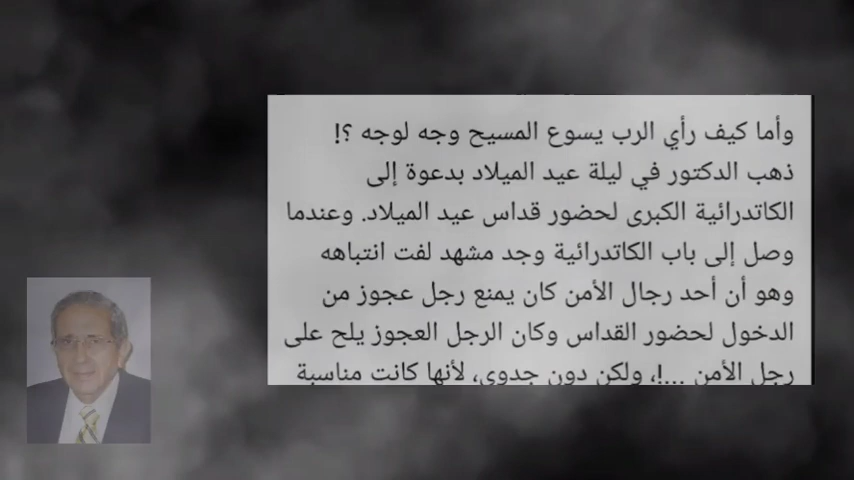 وأما كيف رأي الرب يسوع المسيح وجه لوجه ؟!
ذهب الدكتور في ليلة عيد الميلاد بدعوة إلى
الكاتدرائية الكبرى لحضور قداس عيد الميلاد. وعندما
وصل إلى باب الكاتدرائية وجد مشهد لفت انتباهه
وهو أن أحد رجال الأمن كان يمنع رجل عجوز من
الدخول لحضور القداس وكان الرجل العجوز يلح على
رجل الأمن ...!، ولكن دون جدوى، لأنها كانت مناسبة